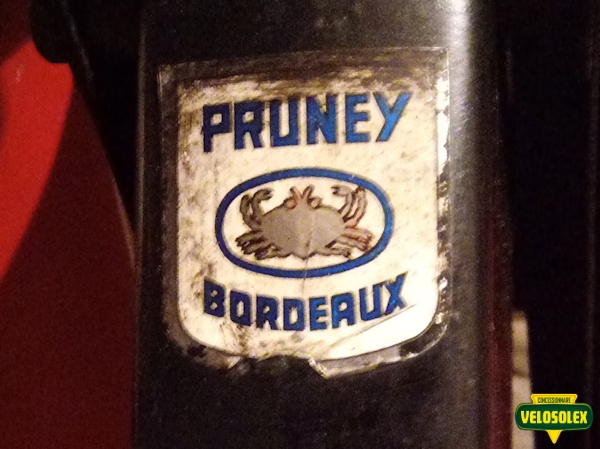 PRUNEY
BORDEAUX
CONCESSIONNAIRE
VELOSOLEX